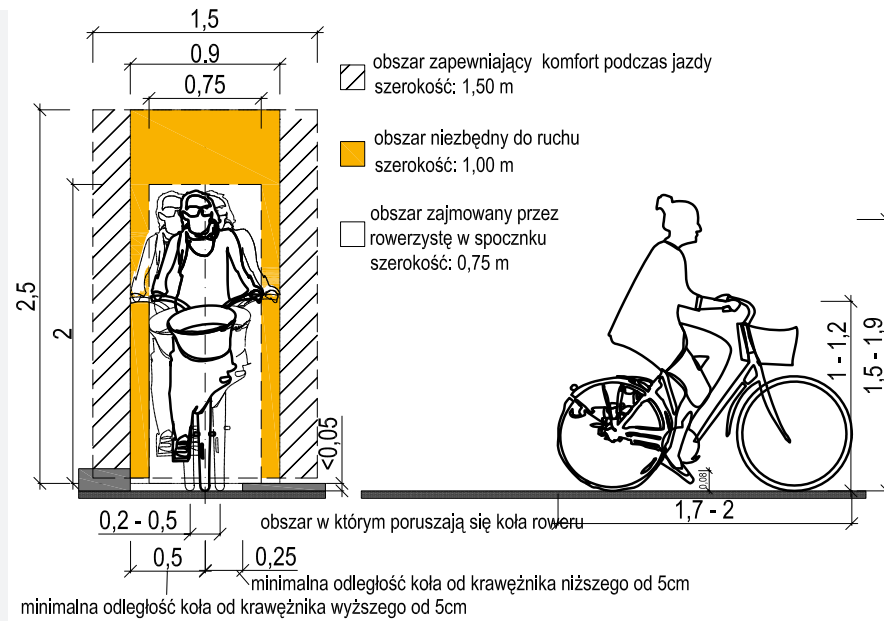 1,5
0.9
0,75
obszar zapewniający komfort podczas jazdy
szerokość: 1,50 m
obszar niezbędny do ruchu
szerokość: 1,00 m
obszar zajmowany przez
rowerzystę w spocznku
szerokość: 0,75 m
2,5
2
<0,05
1 - 1,2
1,5 - 1,9
0,08
1,7 - 2
0,2 - 0,5
obszar w którym poruszają się koła roweru
0,5
0,25
minimalna odległość koła od krawężnika niższego od 5cm
minimalna odległość koła od krawężnika wyższego od 5cm